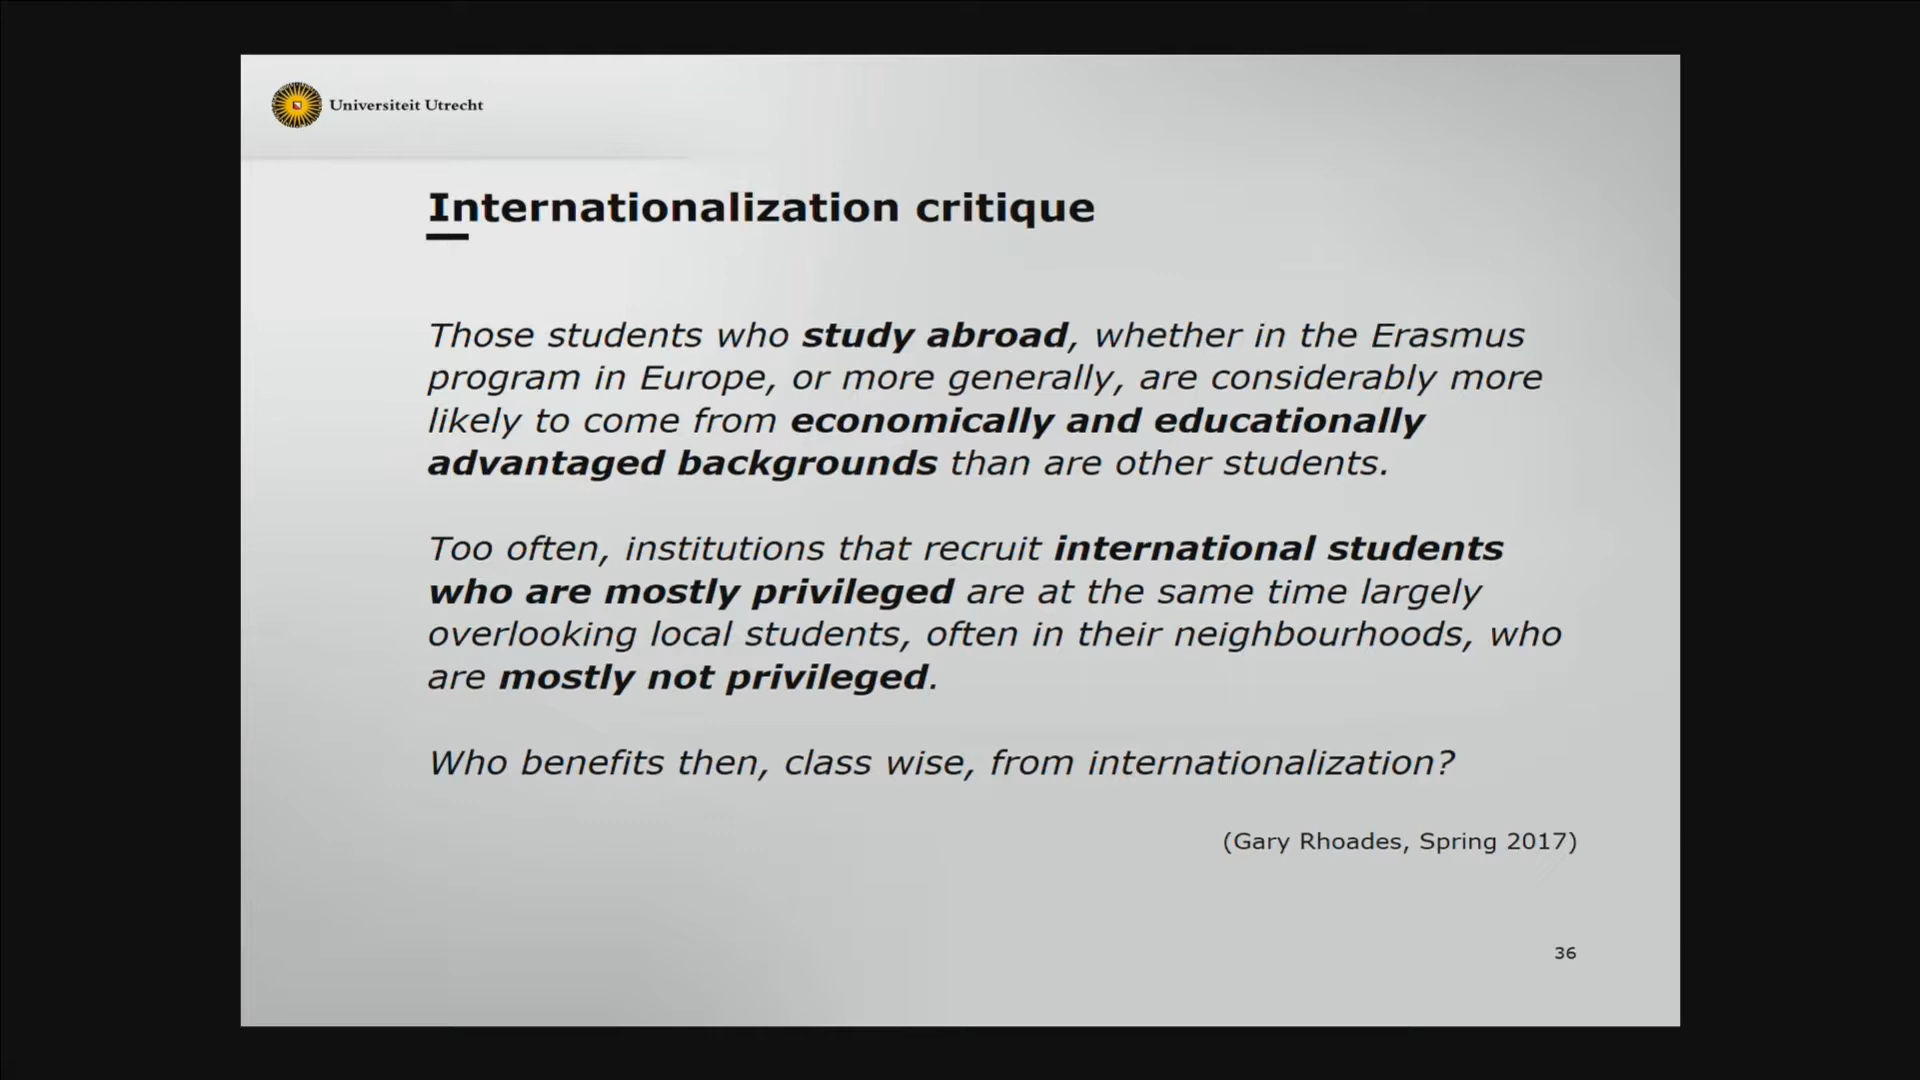 Universiteit Utrecht
Internationalization critique
Those students who study abroad, whether in the Erasmus
program in Europe, or more generally, are considerably more
likely to come from economically and educationally
advantaged backgrounds than are other students.
Too often, institutions that recruit international students
who are mostly privileged are at the same time largely
overlooking local students, often in their neighbourhoods, who
are mostly not privileged.
Who benefits then, class wise, from internationalization?
(Gary Rhoades, Spring 2017)
36